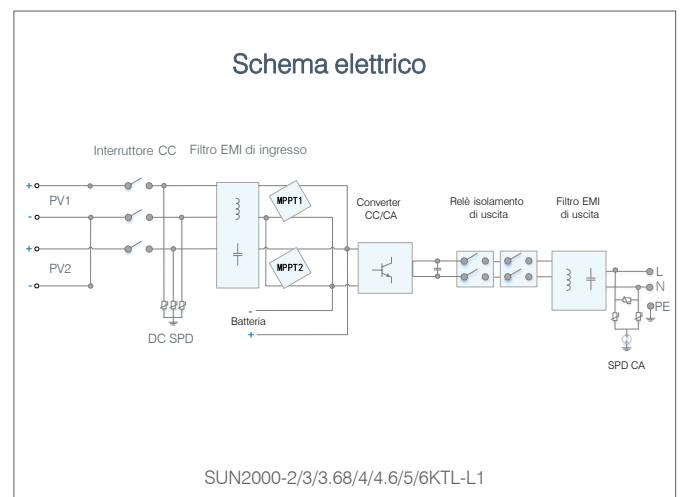 Schema elettrico
Interruttore CC
Filtro EMI di ingresso
+
PV1
-
+
PV2
-
MPPT1
MPPT2
Converter
CC/CA
Relè isolamento
di uscita
Filtro EMI
di uscita
L
N
PE
DC SPD
-
Batteria
+
SPD CA
SUN2000-2/3/3.68/4/4.6/5/6KTL-L1